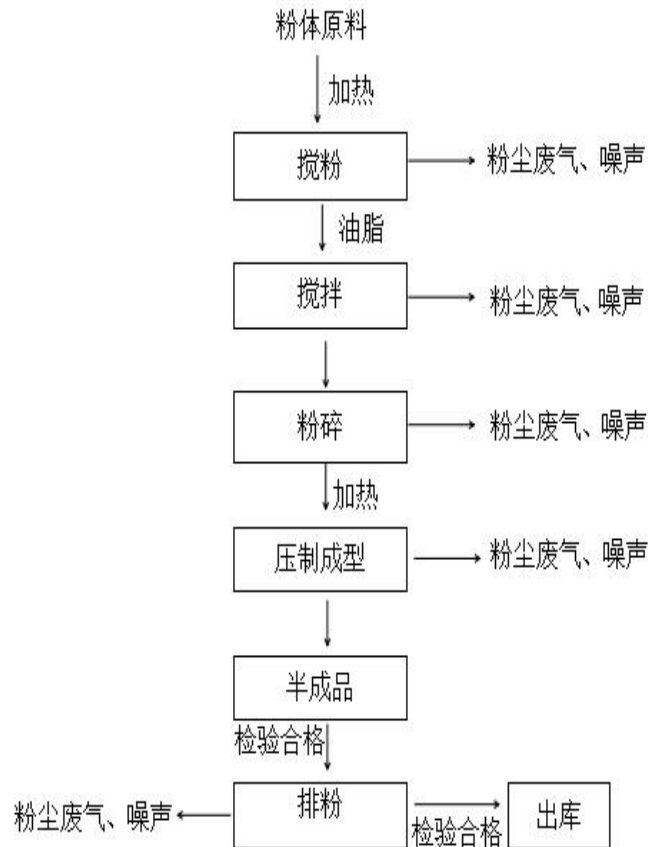 粉体原料
加热
搅粉
粉尘废气、噪声
油脂
搅拌
粉尘废气、噪声
粉碎
粉尘废气、噪声
加热
压制成型
粉尘废气、噪声
半成品
检验合格
粉尘废气、噪声
排粉
检验合格
出库